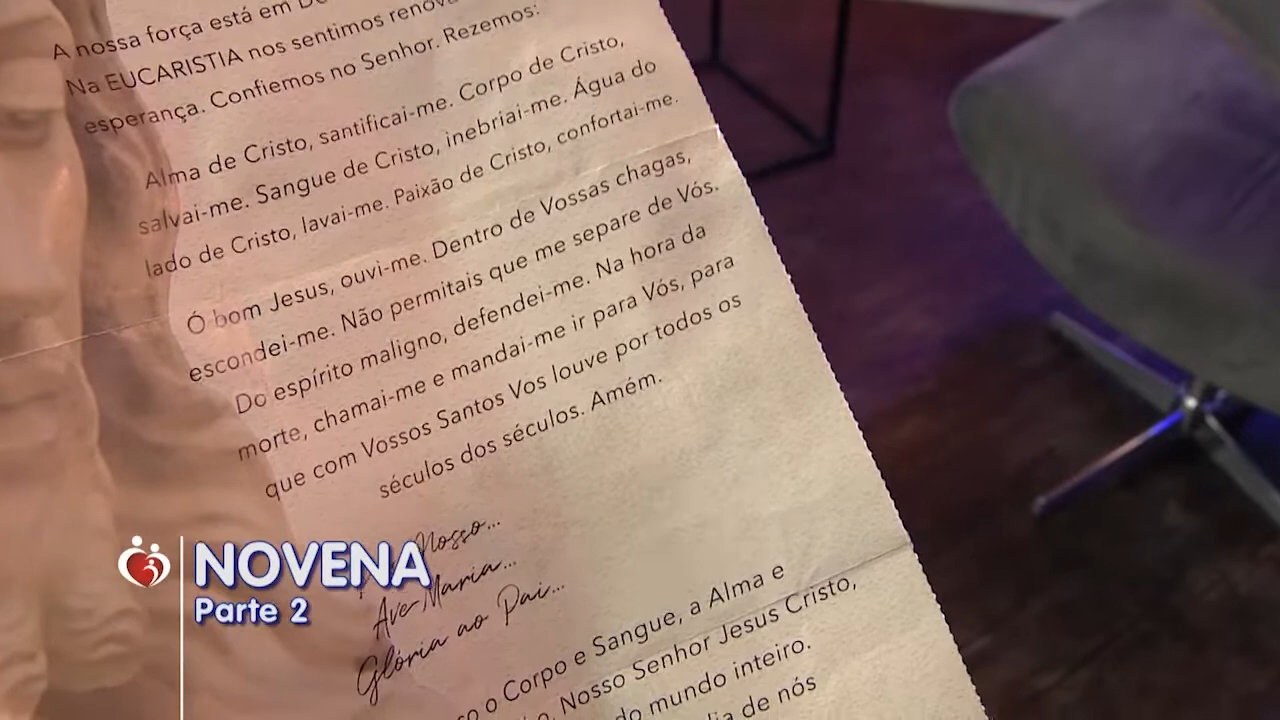 A nossa força está em
Na EUCARISTIA nos sentimos
esperança. Confiemos no Senhor. Rezemos:
Alma de Cristo, santificai-me. Corpo de Cristo,
salvai-me. Sangue de Cristo, inebriai-me. Água do
lado de Cristo, lavai-me. Paixão de Cristo, confortai-me.
Ó bom Jesus, ouvi-me. Dentro de Vossas chagas,
escondei-me. Não permitais que me separe de Vós.
Do espírito maligno, defendei-me. Na hora da
morte, chamai-me e mandai-me ir para Vós, para
que com Vossos Santos Vos louve por todos os
séculos dos séculos. Amém.
Nosso...
Ave-Maria...
Glória ao Pai...
o Corpo e Sangue, a Alma e
Nosso Senhor Jesus Cristo,
do mundo inteiro.
de nós
NOVENA
Parte 2